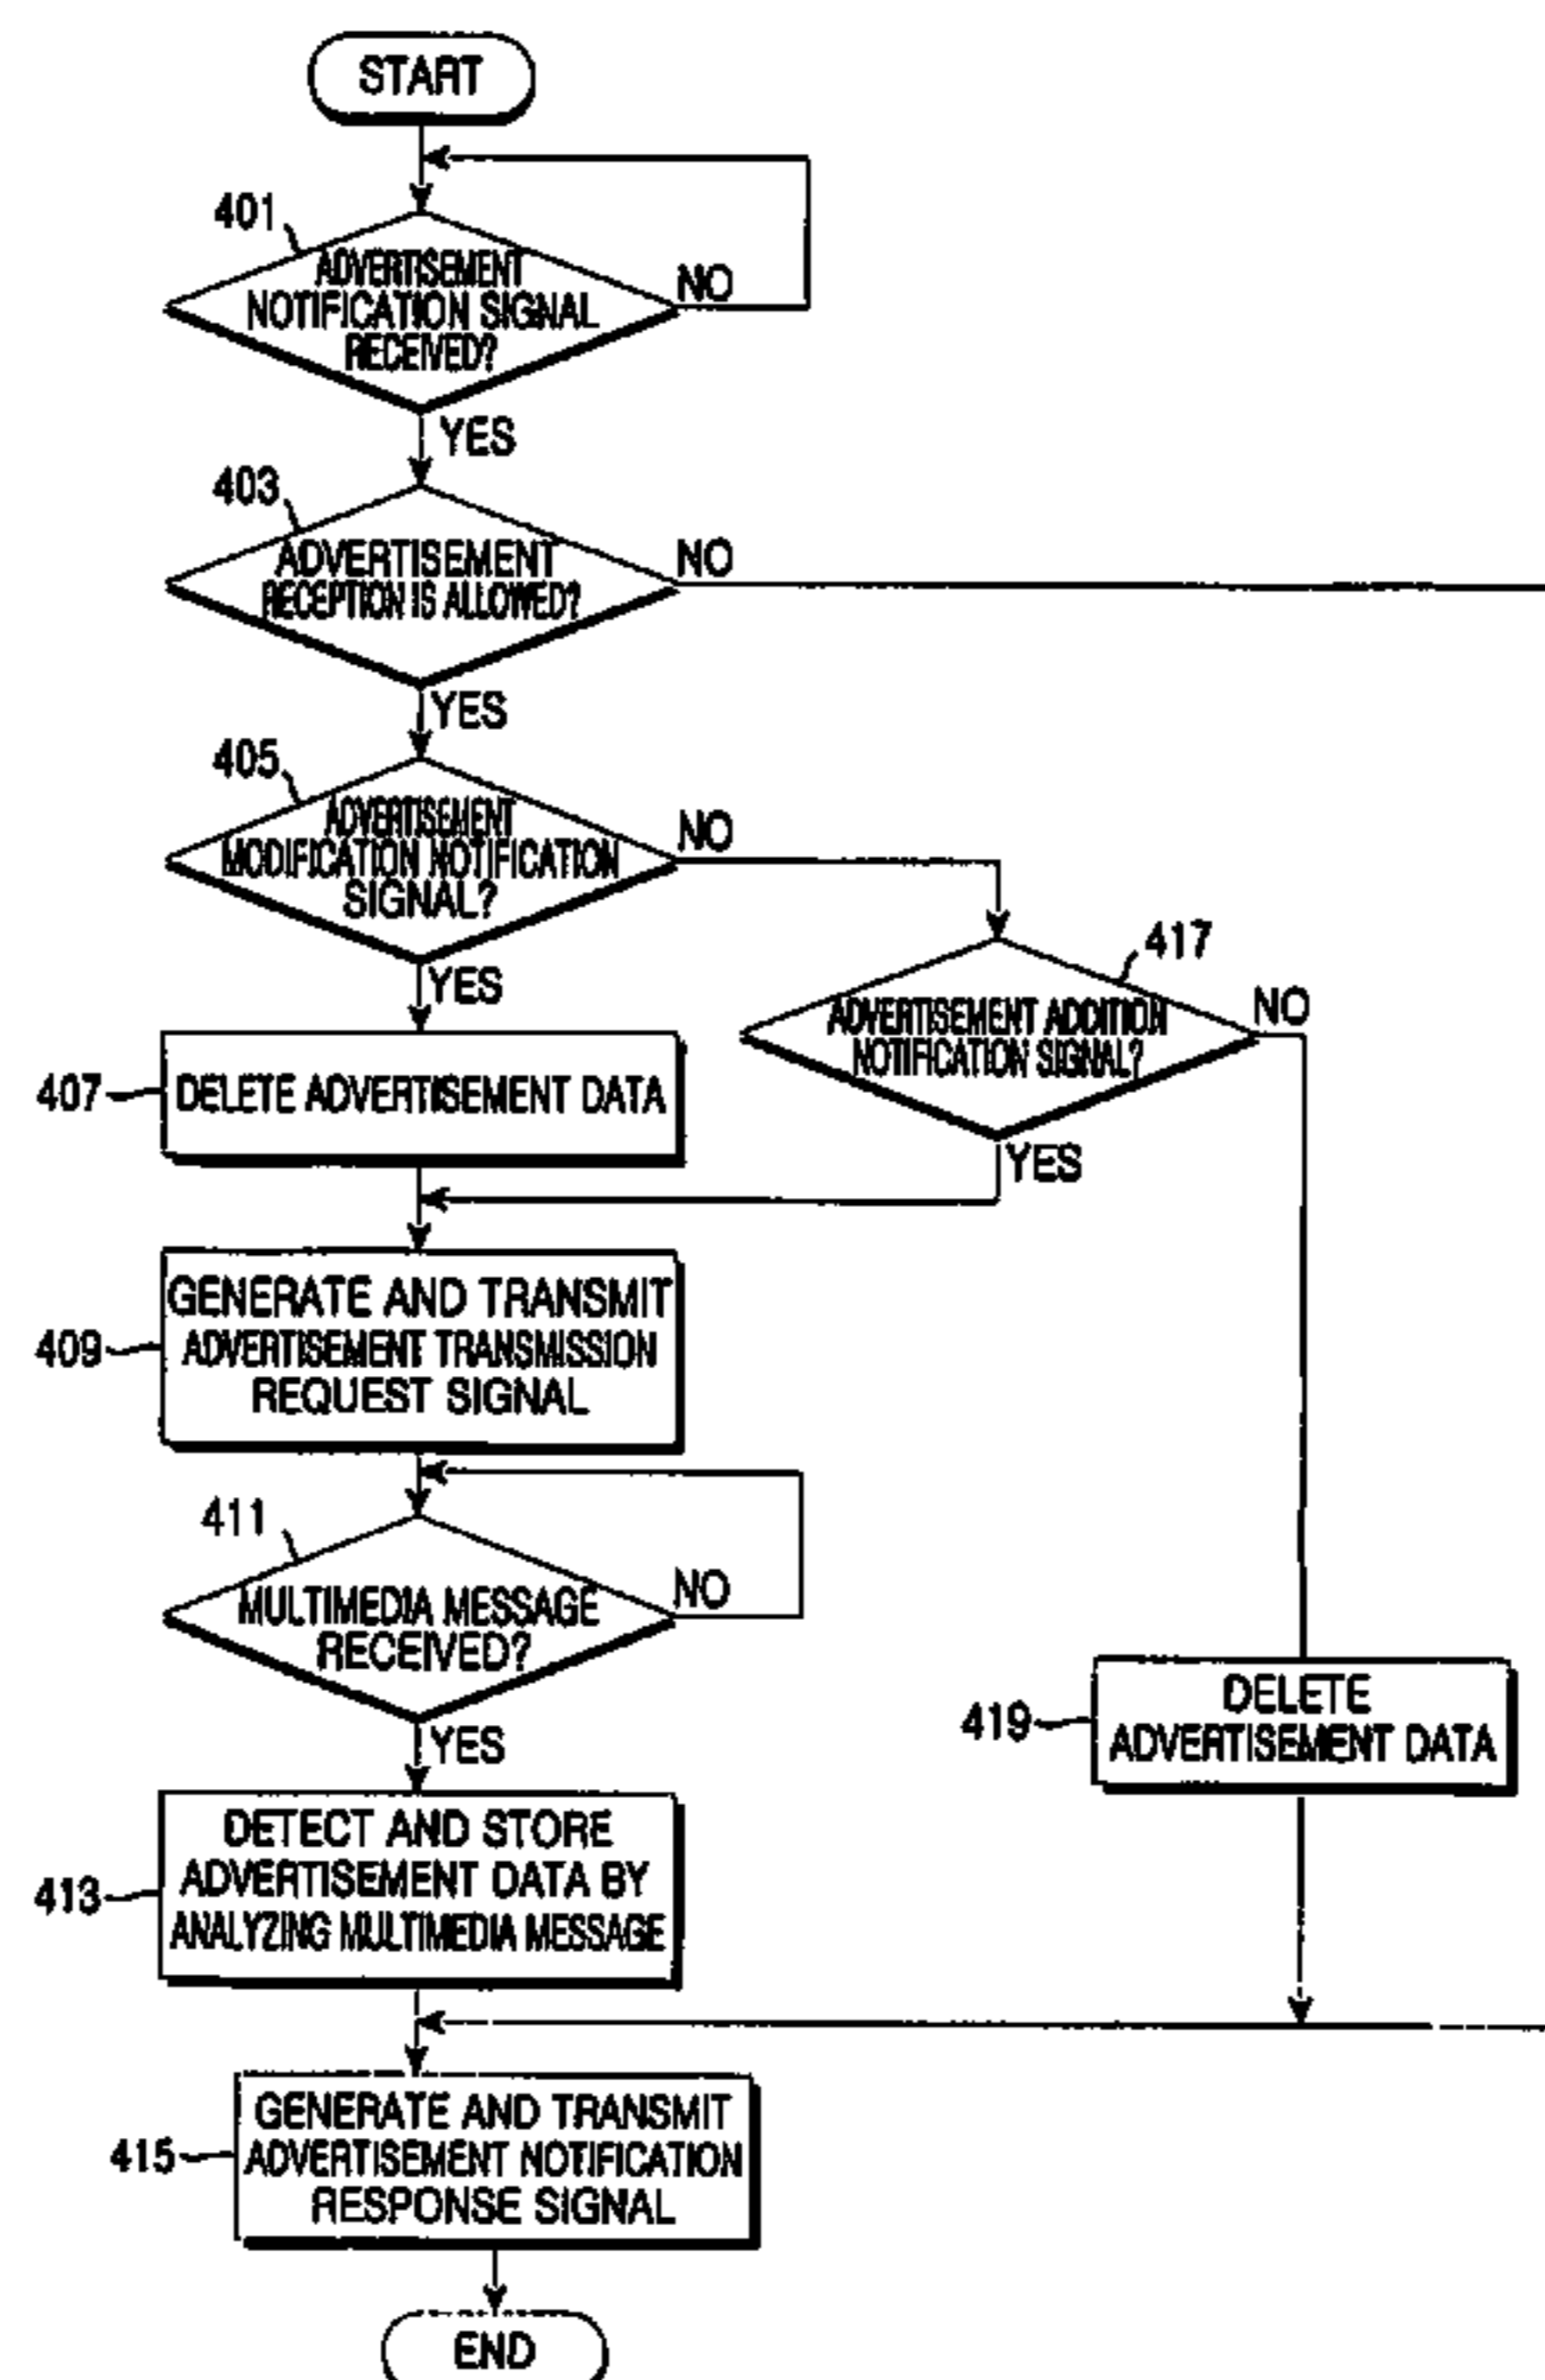 START
401
ADVERTISEMENT
NOTIFICATION SIGNAL
RECEIVED?
NO
YES
403
ADVERTISEMENT
RECEPTION IS ALLOWED?
NO
YES
405
ADVERTISEMENT
MODIFICATION NOTIFICATION
SIGNAL?
NO
YES
417
ADVERTISEMENT ADDITION
NOTIFICATION SIGNAL?
NO
YES
407
DELETE ADVERTISEMENT DATA
409
GENERATE AND TRANSMIT
ADVERTISEMENT TRANSMISSION
REQUEST SIGNAL
411
MULTIMEDIA MESSAGE
RECEIVED?
NO
YES
419
DELETE
ADVERTISEMENT DATA
413
DETECT AND STORE
ADVERTISEMENT DATA BY
ANALYZING MULTIMEDIA MESSAGE
415
GENERATE AND TRANSMIT
ADVERTISEMENT NOTIFICATION
RESPONSE SIGNAL
END